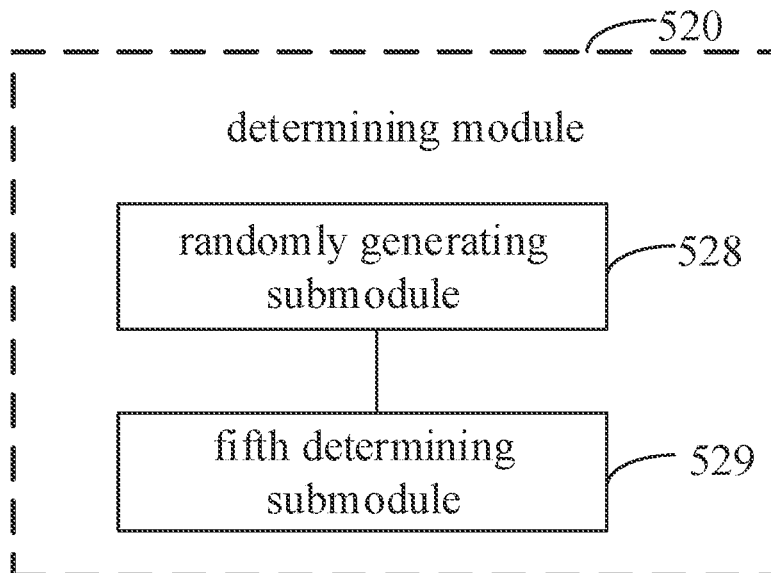 520
determining module
randomly generating
submodule
528
fifth determining
submodule
529